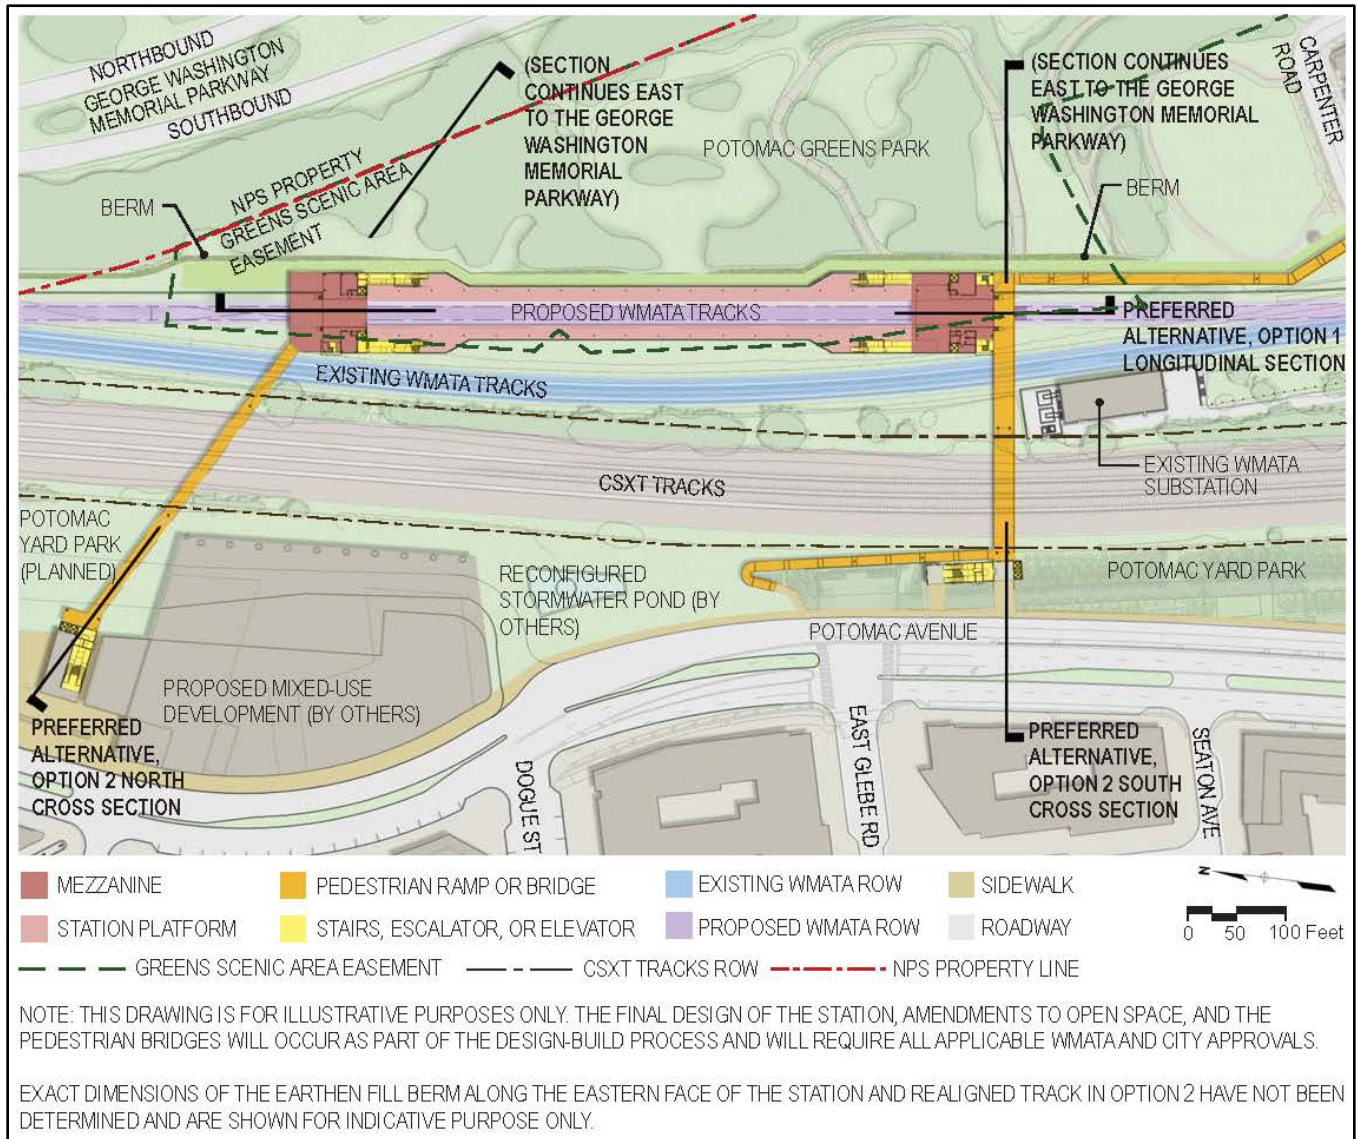 NORTHBOUND
GEORGE WASHINGTON
MEMORIAL PARKWAY
SOUTHBOUND
(SECTION
CONTINUES EAST
TO THE GEORGE
WASHINGTON
MEMORIAL
PARKWAY)
(SECTION CONTINUES
EAST TO THE GEORGE
WASHINGTON MEMORIAL
PARKWAY)
CARPENTER
ROAD
POTOMAC GREENS PARK
BERM
NPS PROPERTY
GREENS SCENIC AREA
EASEMENT
BERM
PROPOSED WMATA TRACKS
PREFERRED
ALTERNATIVE, OPTION 1
LONGITUDINAL SECTION
EXISTING WMATA TRACKS
CSXT TRACKS
EXISTING WMATA
SUBSTATION
POTOMAC
YARD PARK
(PLANNED)
RECONFIGURED
STORMWATER POND (BY
OTHERS)
POTOMAC YARD PARK
POTOMAC AVENUE
PROPOSED MIXED-USE
DEVELOPMENT (BY OTHERS)
PREFERRED
ALTERNATIVE,
OPTION 2 NORTH
CROSS SECTION
DOGUE ST
EAST GLEBE RD
PREFERRED
ALTERNATIVE,
OPTION 2 SOUTH
CROSS SECTION
SEATON AVE
MEZZANINE
PEDESTRIAN RAMP OR BRIDGE
EXISTING WMATA ROW
SIDEWALK
STATION PLATFORM
STAIRS, ESCALATOR, OR ELEVATOR
PROPOSED WMATA ROW
ROADWAY
N
0 50 100 Feet
GREENS SCENIC AREA EASEMENT
CSXT TRACKS ROW
NPS PROPERTY LINE
NOTE: THIS DRAWING IS FOR ILLUSTRATIVE PURPOSES ONLY. THE FINAL DESIGN OF THE STATION, AMENDMENTS TO OPEN SPACE, AND THE
PEDESTRIAN BRIDGES WILL OCCUR AS PART OF THE DESIGN-BUILD PROCESS AND WILL REQUIRE ALL APPLICABLE WMATA AND CITY APPROVALS.
EXACT DIMENSIONS OF THE EARTHEN FILL BERM ALONG THE EASTERN FACE OF THE STATION AND REALIGNED TRACK IN OPTION 2 HAVE NOT BEEN
DETERMINED AND ARE SHOWN FOR INDICATIVE PURPOSE ONLY.